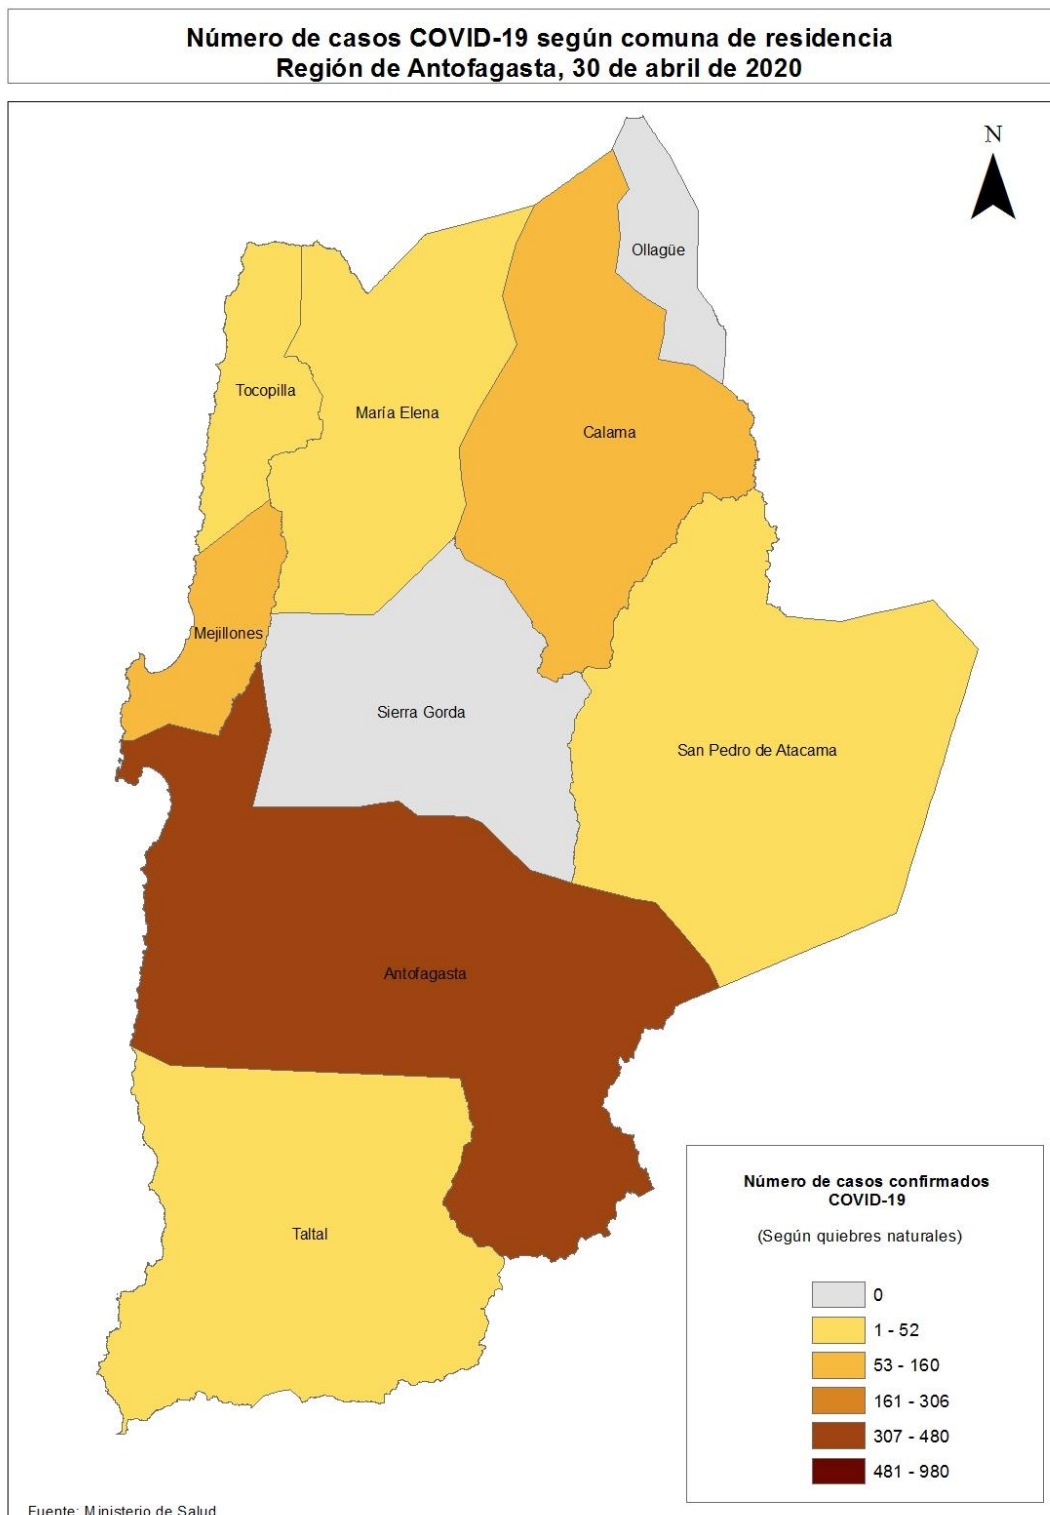 Número de casos COVID-19 según comuna de residencia
Región de Antofagasta, 30 de abril de 2020
N
Ollagüe
Tocopilla
María Elena
Calama
Mejillones
Sierra Gorda
San Pedro de Atacama
Antofagasta
Taltal
Número de casos confirmados
COVID-19
(Según quiebres naturales)
0
1 - 52
53 - 160
161 - 306
307 - 480
481 - 980
Fuente: Ministerio de Salud